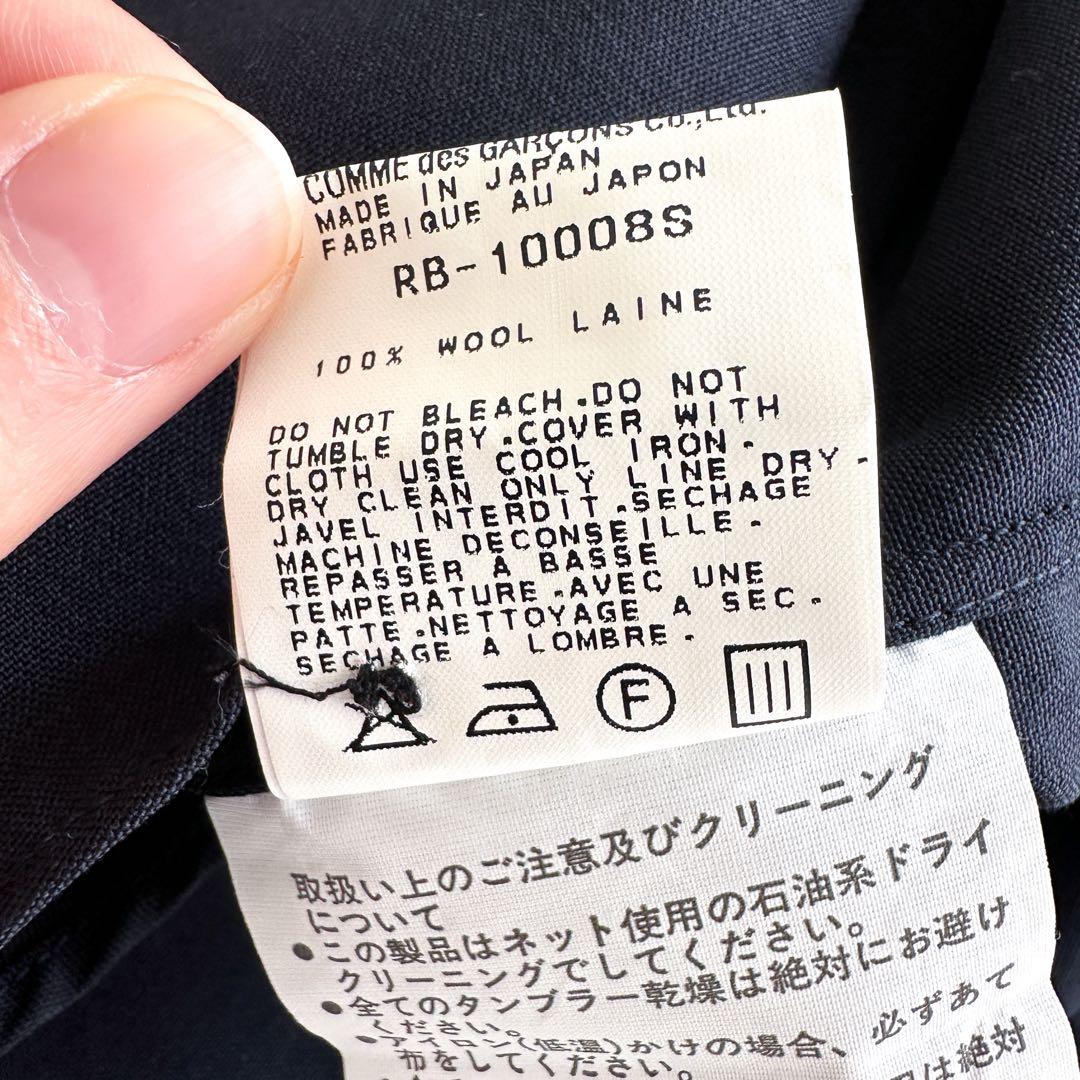 COMME des GARÇONS Co.,Ltd.
MADE IN JAPAN
FABRIQUE AU JAPON
RB-10008S
100% WOOL LAINE
DO NOT BLEACH.DO NOT
TUMBLE DRY.COVER WITH
CLOTH USE COOL IRON.
DRY CLEAN ONLY LINE DRY.
JAVEL INTERDIT.SECHAGE
MACHINE DECONSEILLE.
REPASSER A BASSE
TEMPERATURE.AVEC UNE
PATTE.NETTOYAGE A SEC.
SECHAGE A LOMBRE.
F
取扱い上のご注意及びクリーニング
について
●この製品はネット使用の石油系ドライ
クリーニングでしてください。
●全てのタンブラー乾燥は絶対にお避け
ください。
●アイロン(低温)かけの場合、必ずあて
布をしてください。
は絶対